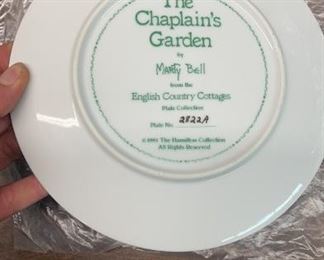 The
Chaplain's
Garden
by
Marty Bell
from the
English Country Cottages
Plate Collection
Plate No. 2822A
© 1991 The Hamilton Collection
All Rights Reserved